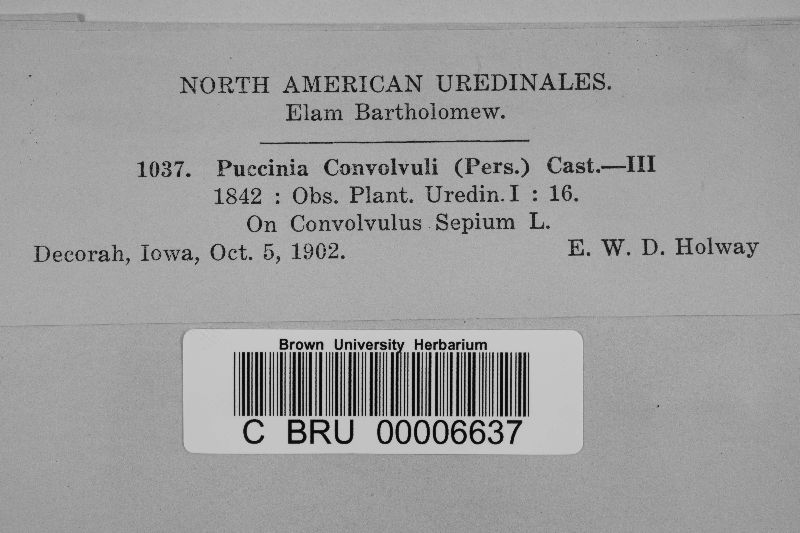 NORTH AMERICAN UREDINALES.
Elam Bartholomew.
1037. Puccinia Convolvuli (Pers.) Cast.—III
1842 : Obs. Plant. Uredin. I : 16.
On Convolvulus Sepium L.
Decorah, Iowa, Oct. 5, 1902. E. W. D. Holway
Brown University Herbarium
C BRU 00006637